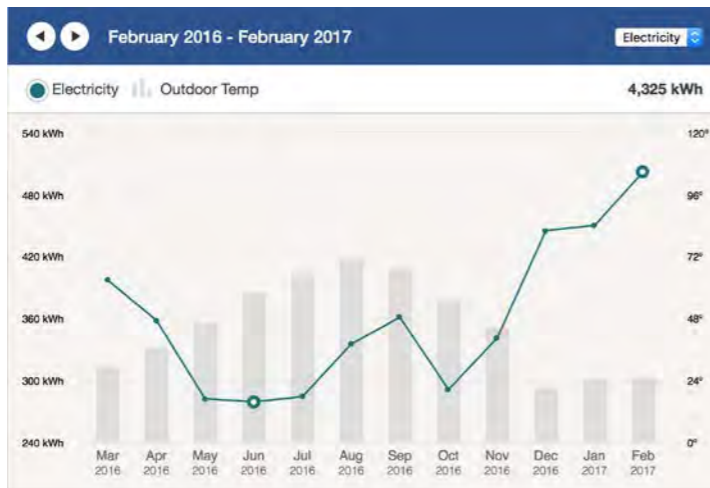 February 2016 - February 2017
Electricity
Electricity
Outdoor Temp
4,325 kWh
540 kWh
120°
480 kWh
96°
420 kWh
72°
360 kWh
48°
300 kWh
24°
240 kWh
0°
Mar Apr May Jun Jul Aug Sep Oct Nov Dec Jan Feb
2016 2016 2016 2016 2016 2016 2016 2016 2016 2016 2017 2017